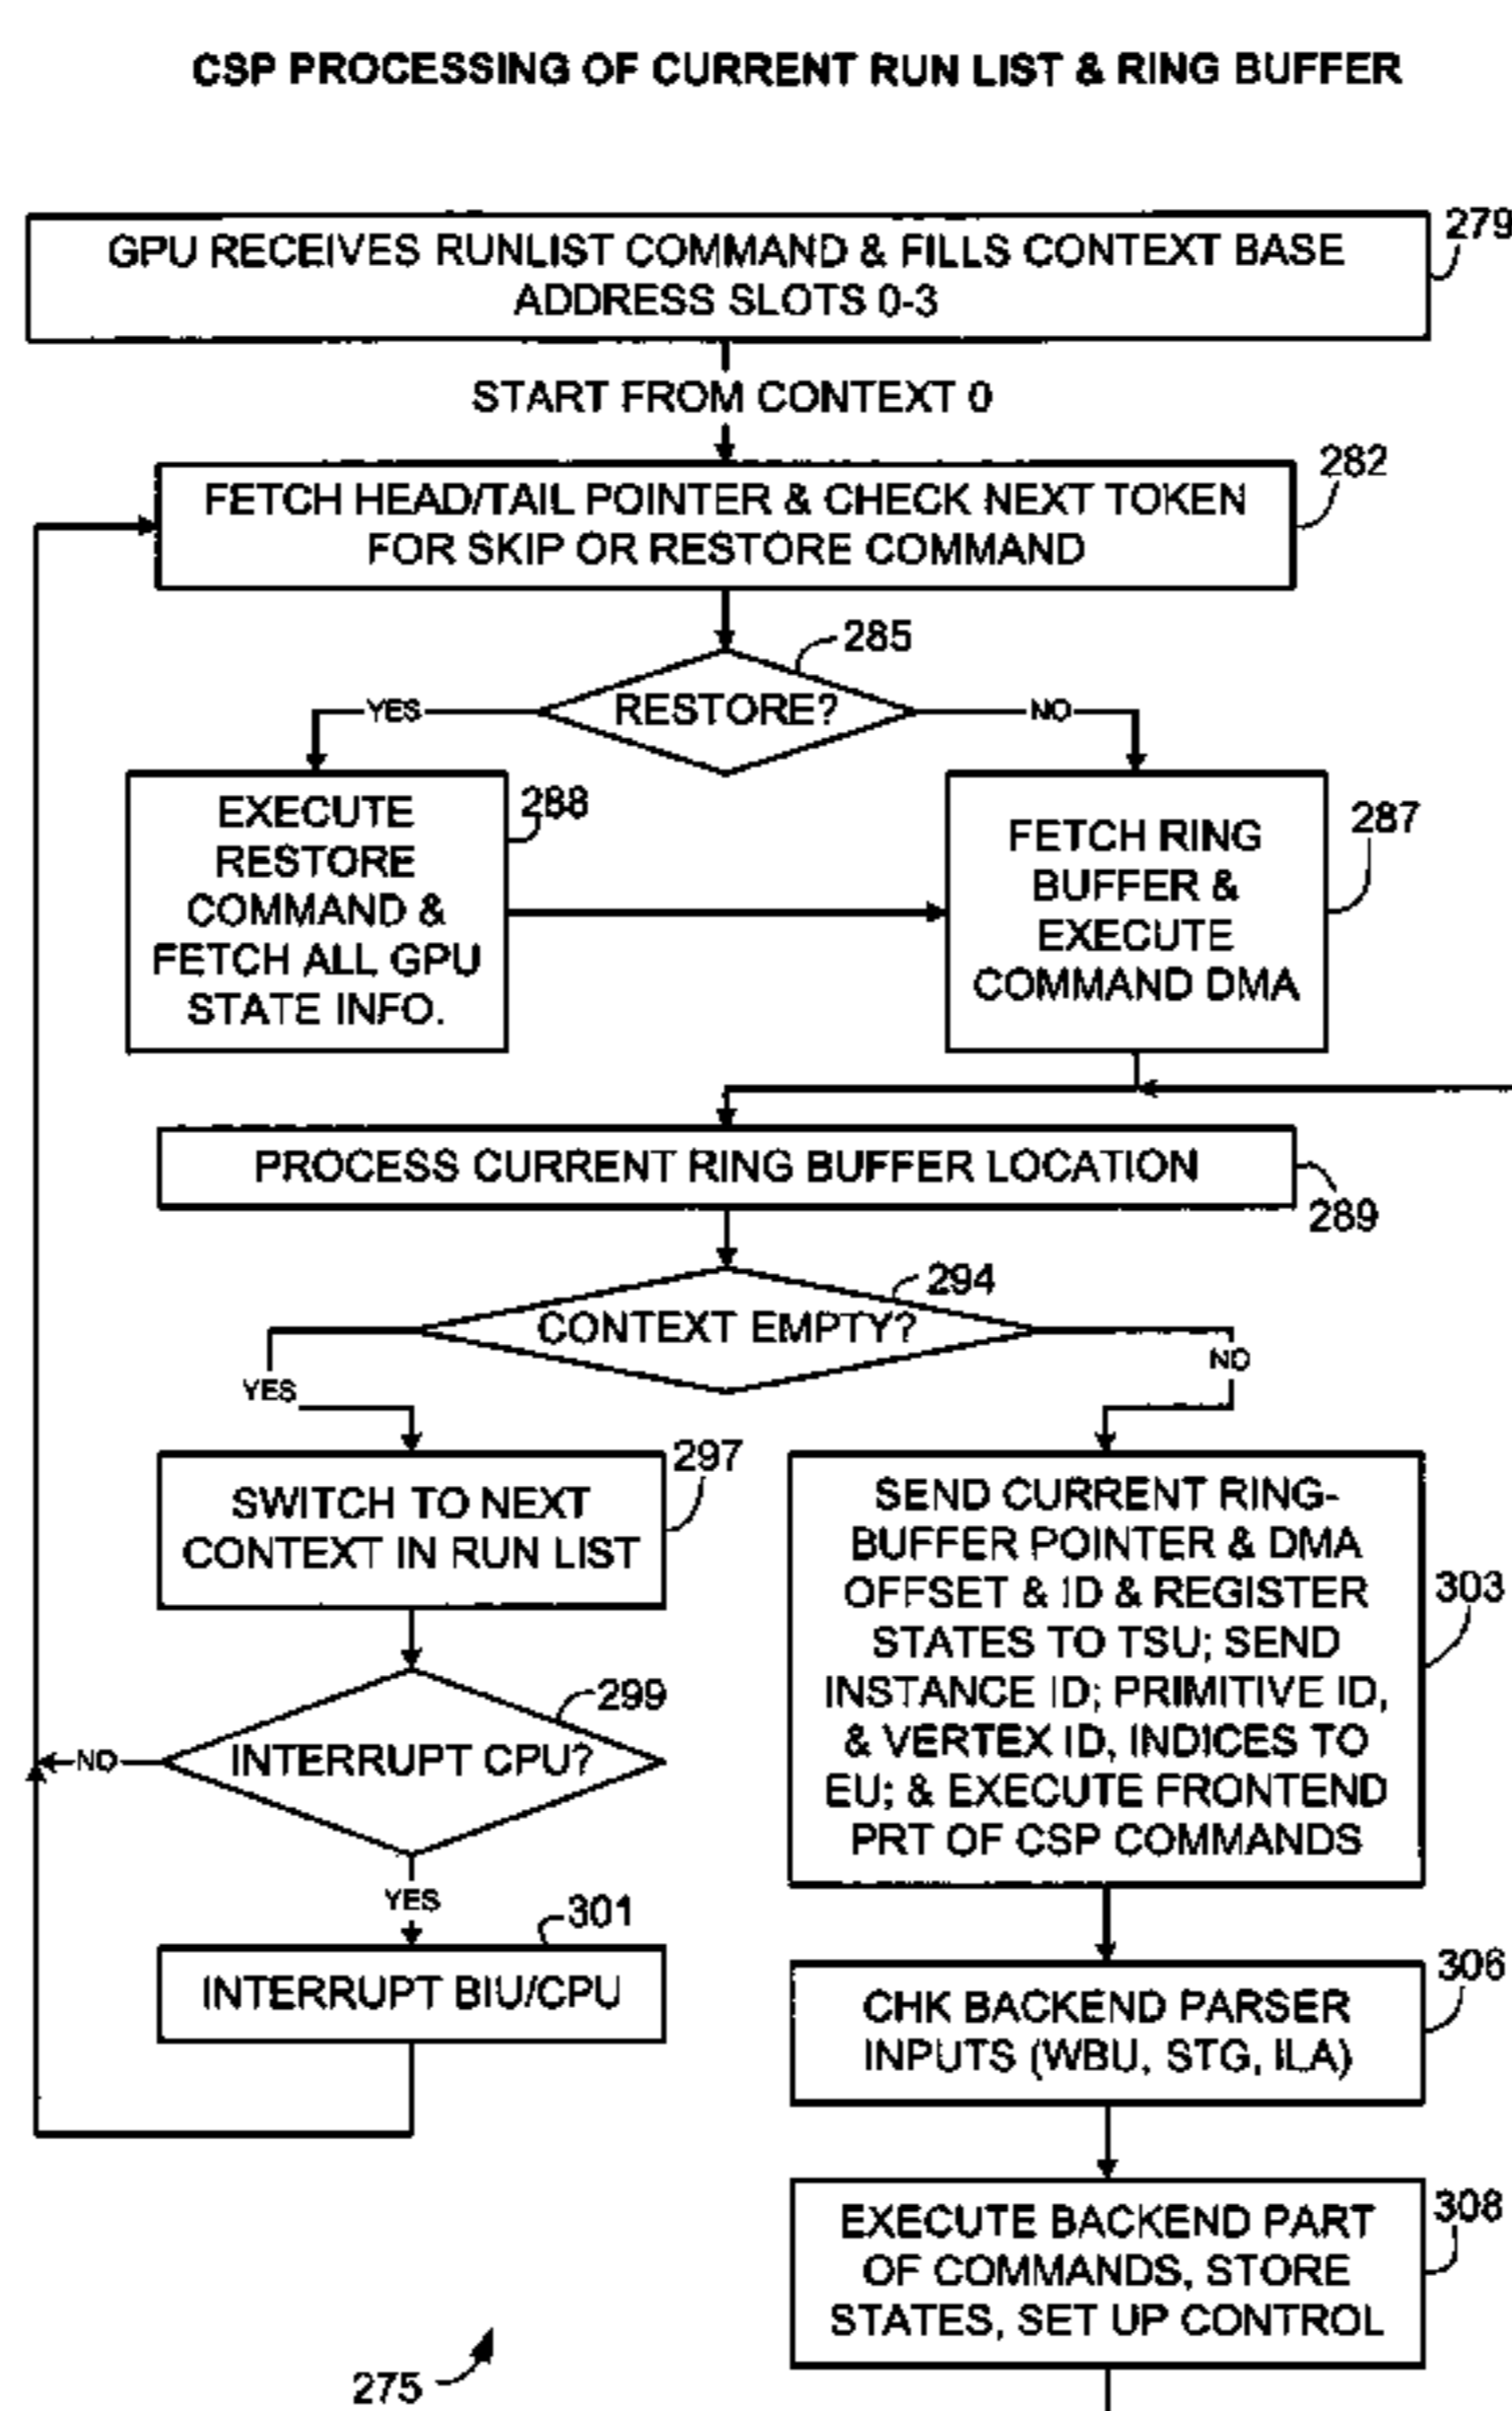 CSP PROCESSING OF CURRENT RUN LIST & RING BUFFER
GPU RECEIVES RUNLIST COMMAND & FILLS CONTEXT BASE
ADDRESS SLOTS 0-3
279
START FROM CONTEXT 0
FETCH HEAD/TAIL POINTER & CHECK NEXT TOKEN
FOR SKIP OR RESTORE COMMAND
282
RESTORE?
285
YES
NO
EXECUTE
RESTORE
COMMAND &
FETCH ALL GPU
STATE INFO.
288
FETCH RING
BUFFER &
EXECUTE
COMMAND DMA
287
PROCESS CURRENT RING BUFFER LOCATION
289
CONTEXT EMPTY?
294
YES
NO
SWITCH TO NEXT
CONTEXT IN RUN LIST
297
INTERRUPT CPU?
299
NO
YES
INTERRUPT BIU/CPU
301
SEND CURRENT RING-
BUFFER POINTER & DMA
OFFSET & ID & REGISTER
STATES TO TSU; SEND
INSTANCE ID; PRIMITIVE ID,
& VERTEX ID, INDICES TO
EU; & EXECUTE FRONTEND
PRT OF CSP COMMANDS
303
CHK BACKEND PARSER
INPUTS (WBU, STG, ILA)
306
EXECUTE BACKEND PART
OF COMMANDS, STORE
STATES, SET UP CONTROL
308
275